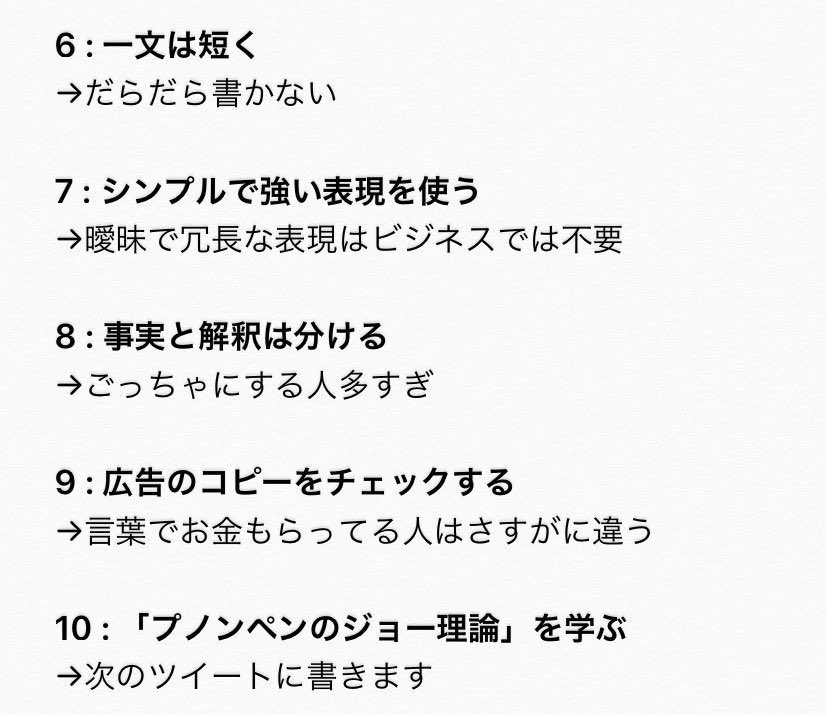 6 : 一文は短く
→だらだら書かない
7 : シンプルで強い表現を使う
→曖昧で冗長な表現はビジネスでは不要
8 : 事実と解釈は分ける
→ごっちゃにする人多すぎ
9 : 広告のコピーをチェックする
→言葉でお金もらってる人はさすがに違う
10 : 「プノンペンのジョー理論」を学ぶ
→次のツイートに書きます